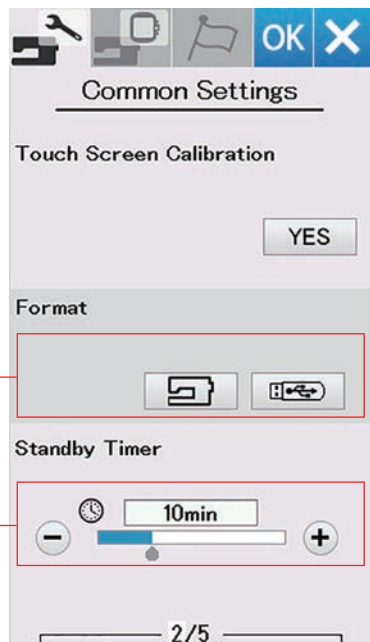 OK
Common Settings
Touch Screen Calibration
YES
Format
Standby Timer
10min
2/5